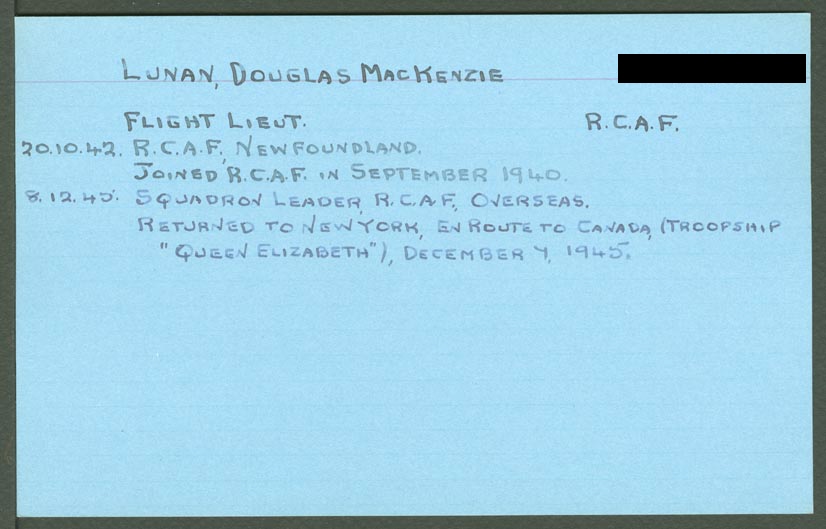 LUNAN, DOUGLAS MACKENZIE
FLIGHT LIEUT. R.C.A.F.
20.10.42. R.C.A.F., NEWFOUNDLAND.
JOINED R.C.A.F. IN SEPTEMBER 1940.
8.12.45. SQUADRON LEADER, R.C.A.F., OVERSEAS.
RETURNED TO NEW YORK, EN ROUTE TO CANADA, (TROOPSHIP
"QUEEN ELIZABETH"), DECEMBER 7, 1945.